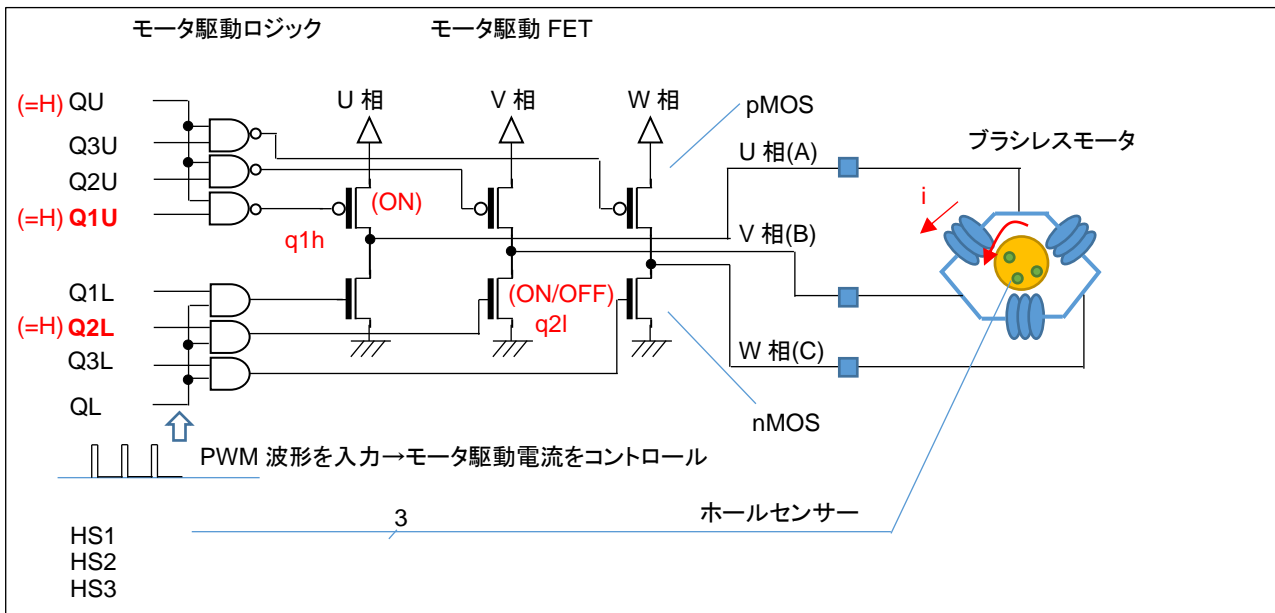 モータ駆動ロジック モータ駆動 FET
(=H) QU
Q3U
Q2U
(=H) Q1U
U 相
V 相
W 相
pMOS
(ON)
q1h
Q1L
(=H) Q2L
Q3L
QL
(ON/OFF)
q2l
U 相(A)
V 相(B)
W 相(C)
ブラシレスモータ
i
nMOS
PWM 波形を入力→モータ駆動電流をコントロール
3
ホールセンサー
HS1
HS2
HS3